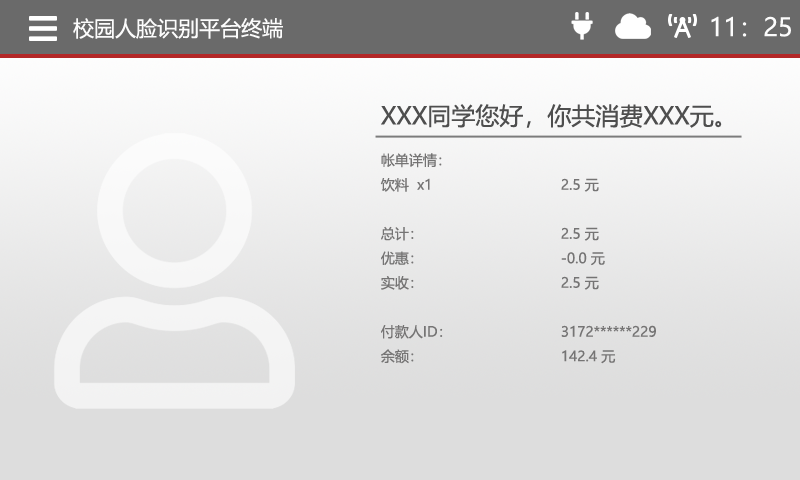 校园人脸识别平台终端
11：25
XXX同学您好，你共消费XXX元。
帐单详情：
饮料 x1 2.5 元
总计： 2.5 元
优惠： -0.0 元
实收： 2.5 元
付款人ID： 3172******229
余额： 142.4 元